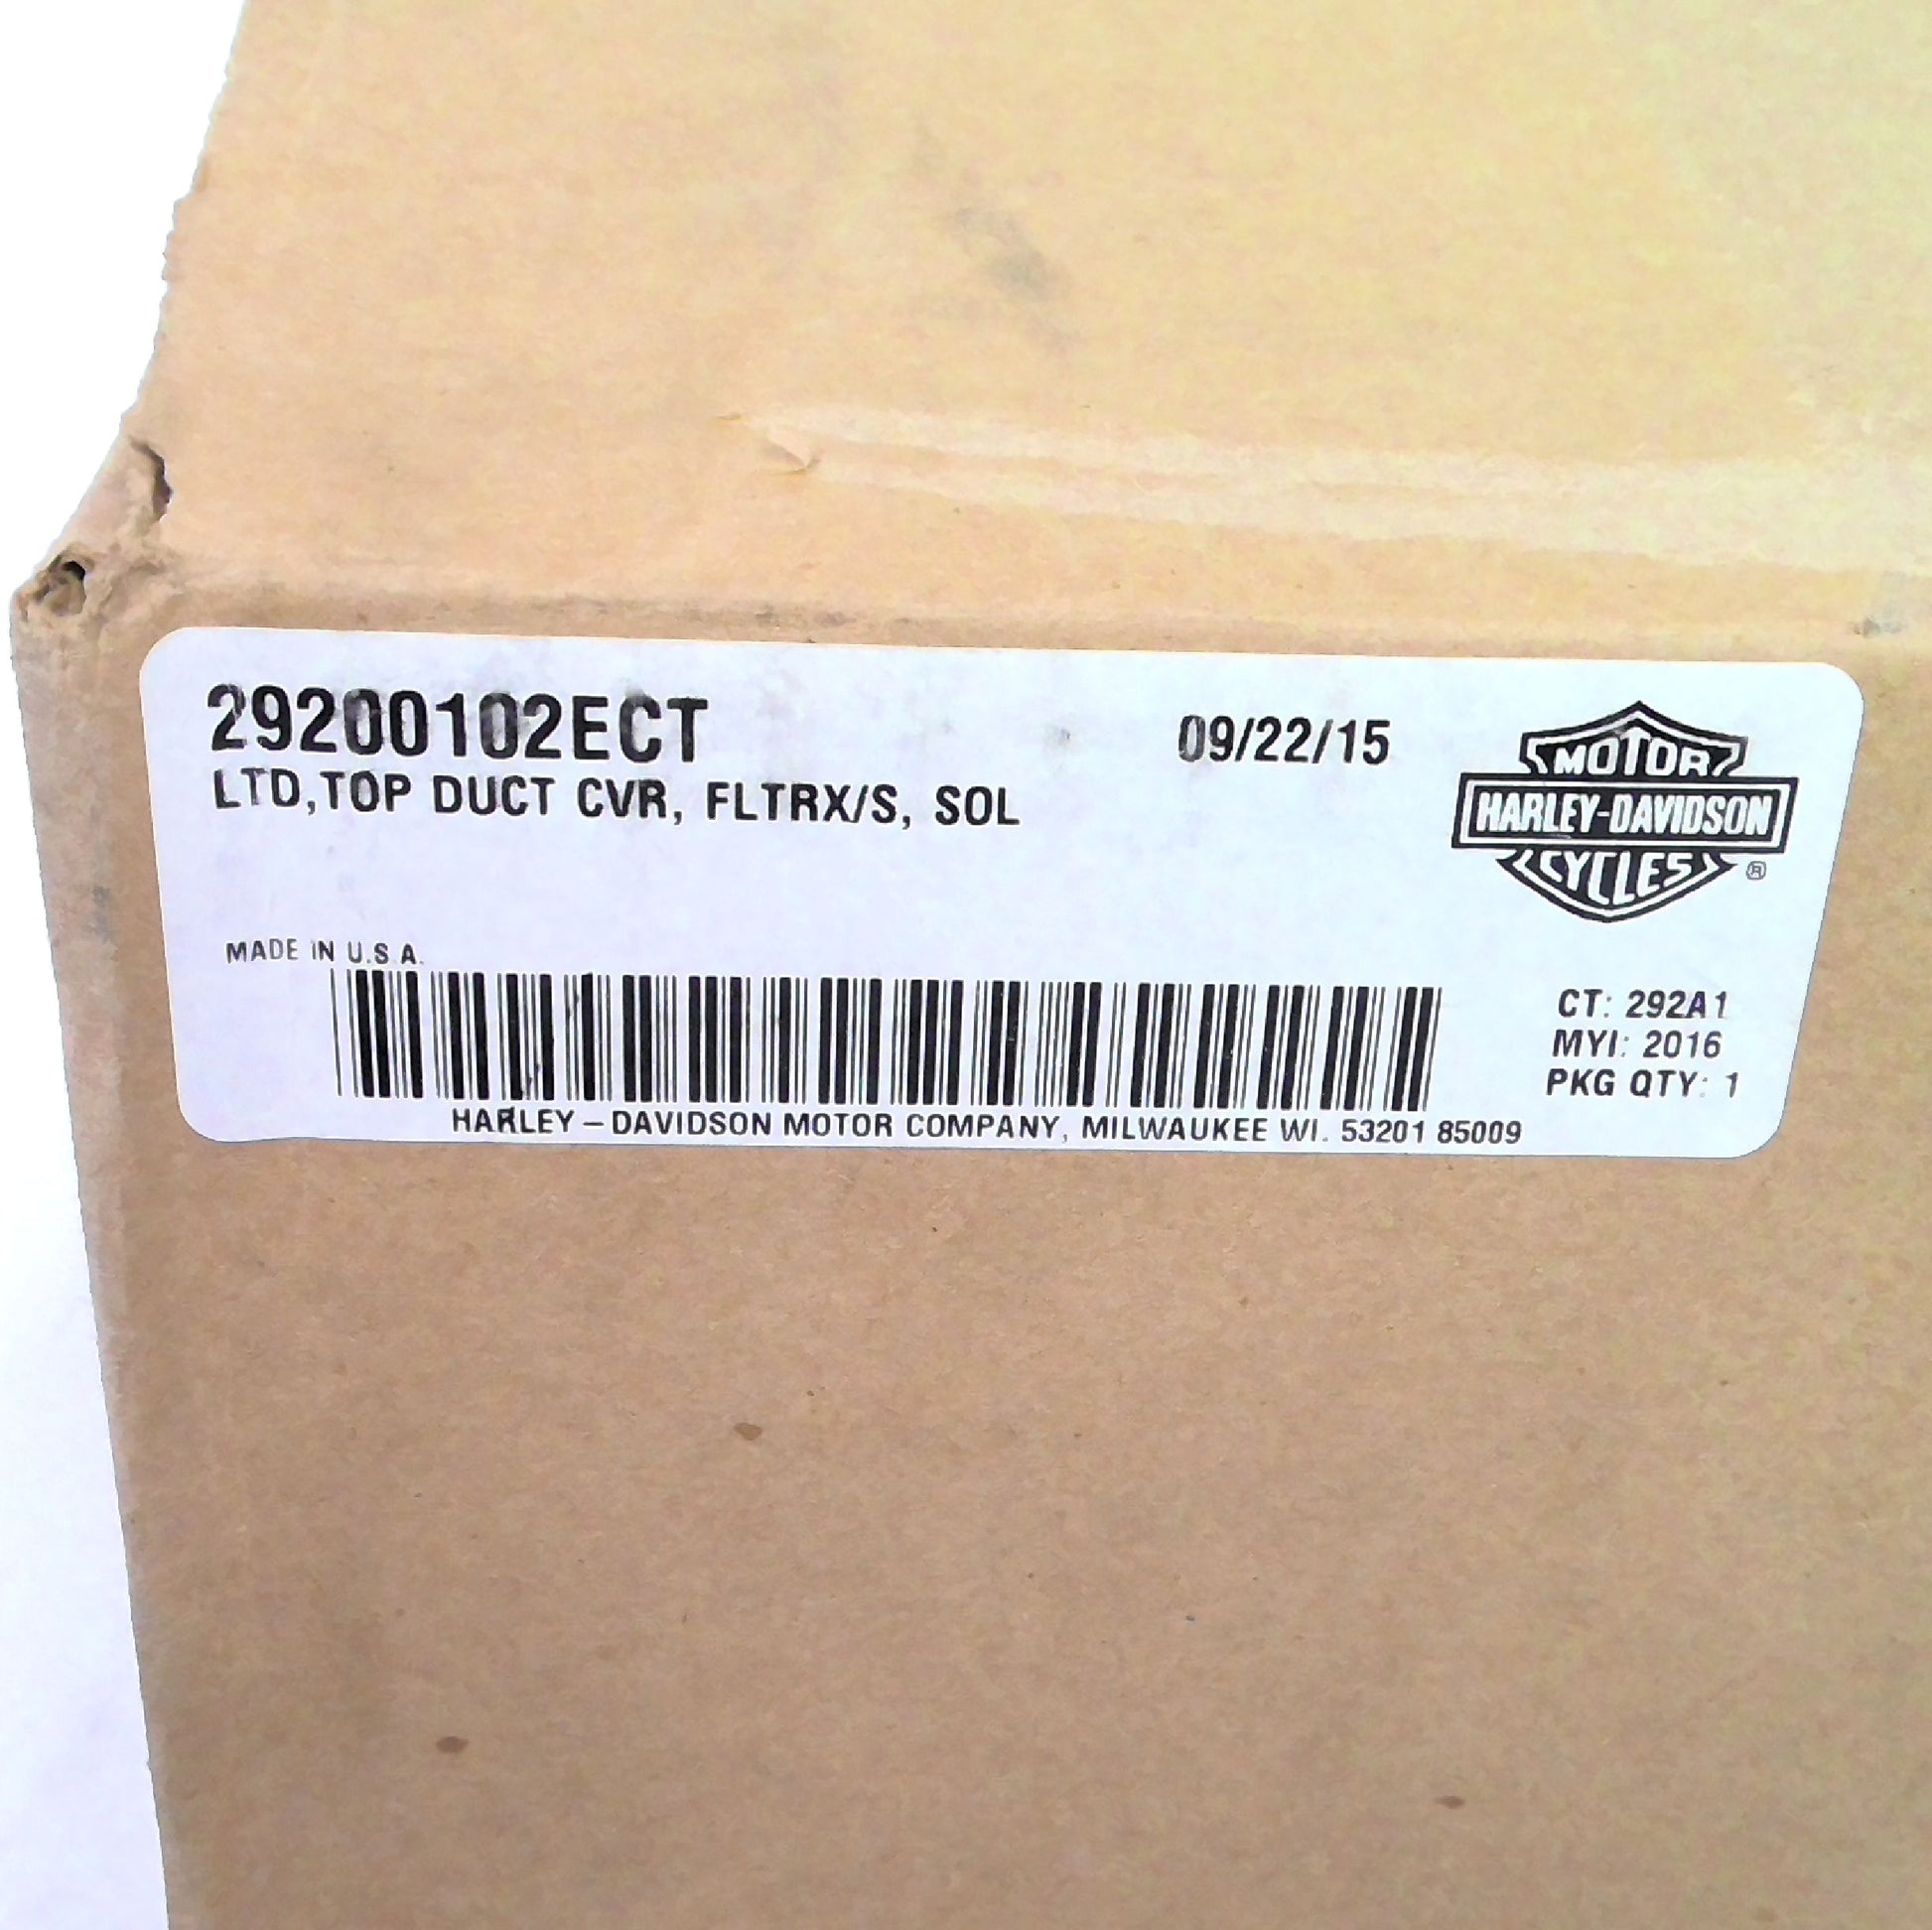 29200102ECT
09/22/15
LTD,TOP DUCT CVR, FLTRX/S, SOL
MOTOR
HARLEY-DAVIDSON
CYCLES ®
MADE IN U.S.A.
CT: 292A1
MYI: 2016
PKG QTY: 1
HARLEY–DAVIDSON MOTOR COMPANY, MILWAUKEE WI. 53201 85009